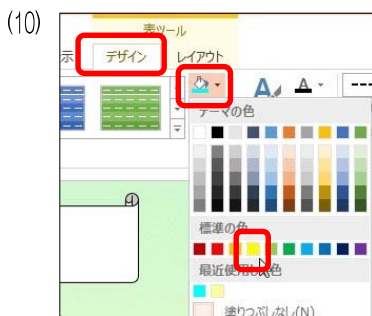 (10)
表ツール
示 デザイン レイアウト
A A
テーマの色
標準の色
最近使用した色
塗りつぶしなし(N)